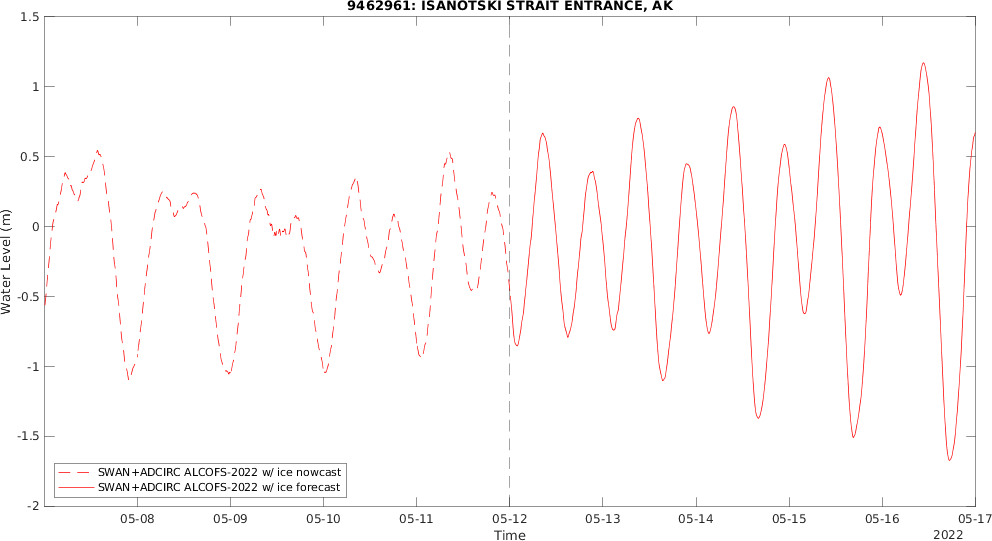 9462961: ISANOTSKI STRAIT ENTRANCE, AK
1.5
1
0.5
0
-0.5
-1
-1.5
-2
Water Level (m)
SWAN+ADCIRC ALCOFS-2022 w/ ice nowcast
SWAN+ADCIRC ALCOFS-2022 w/ ice forecast
05-08 05-09 05-10 05-11 05-12 05-13 05-14 05-15 05-16 05-17
Time
2022